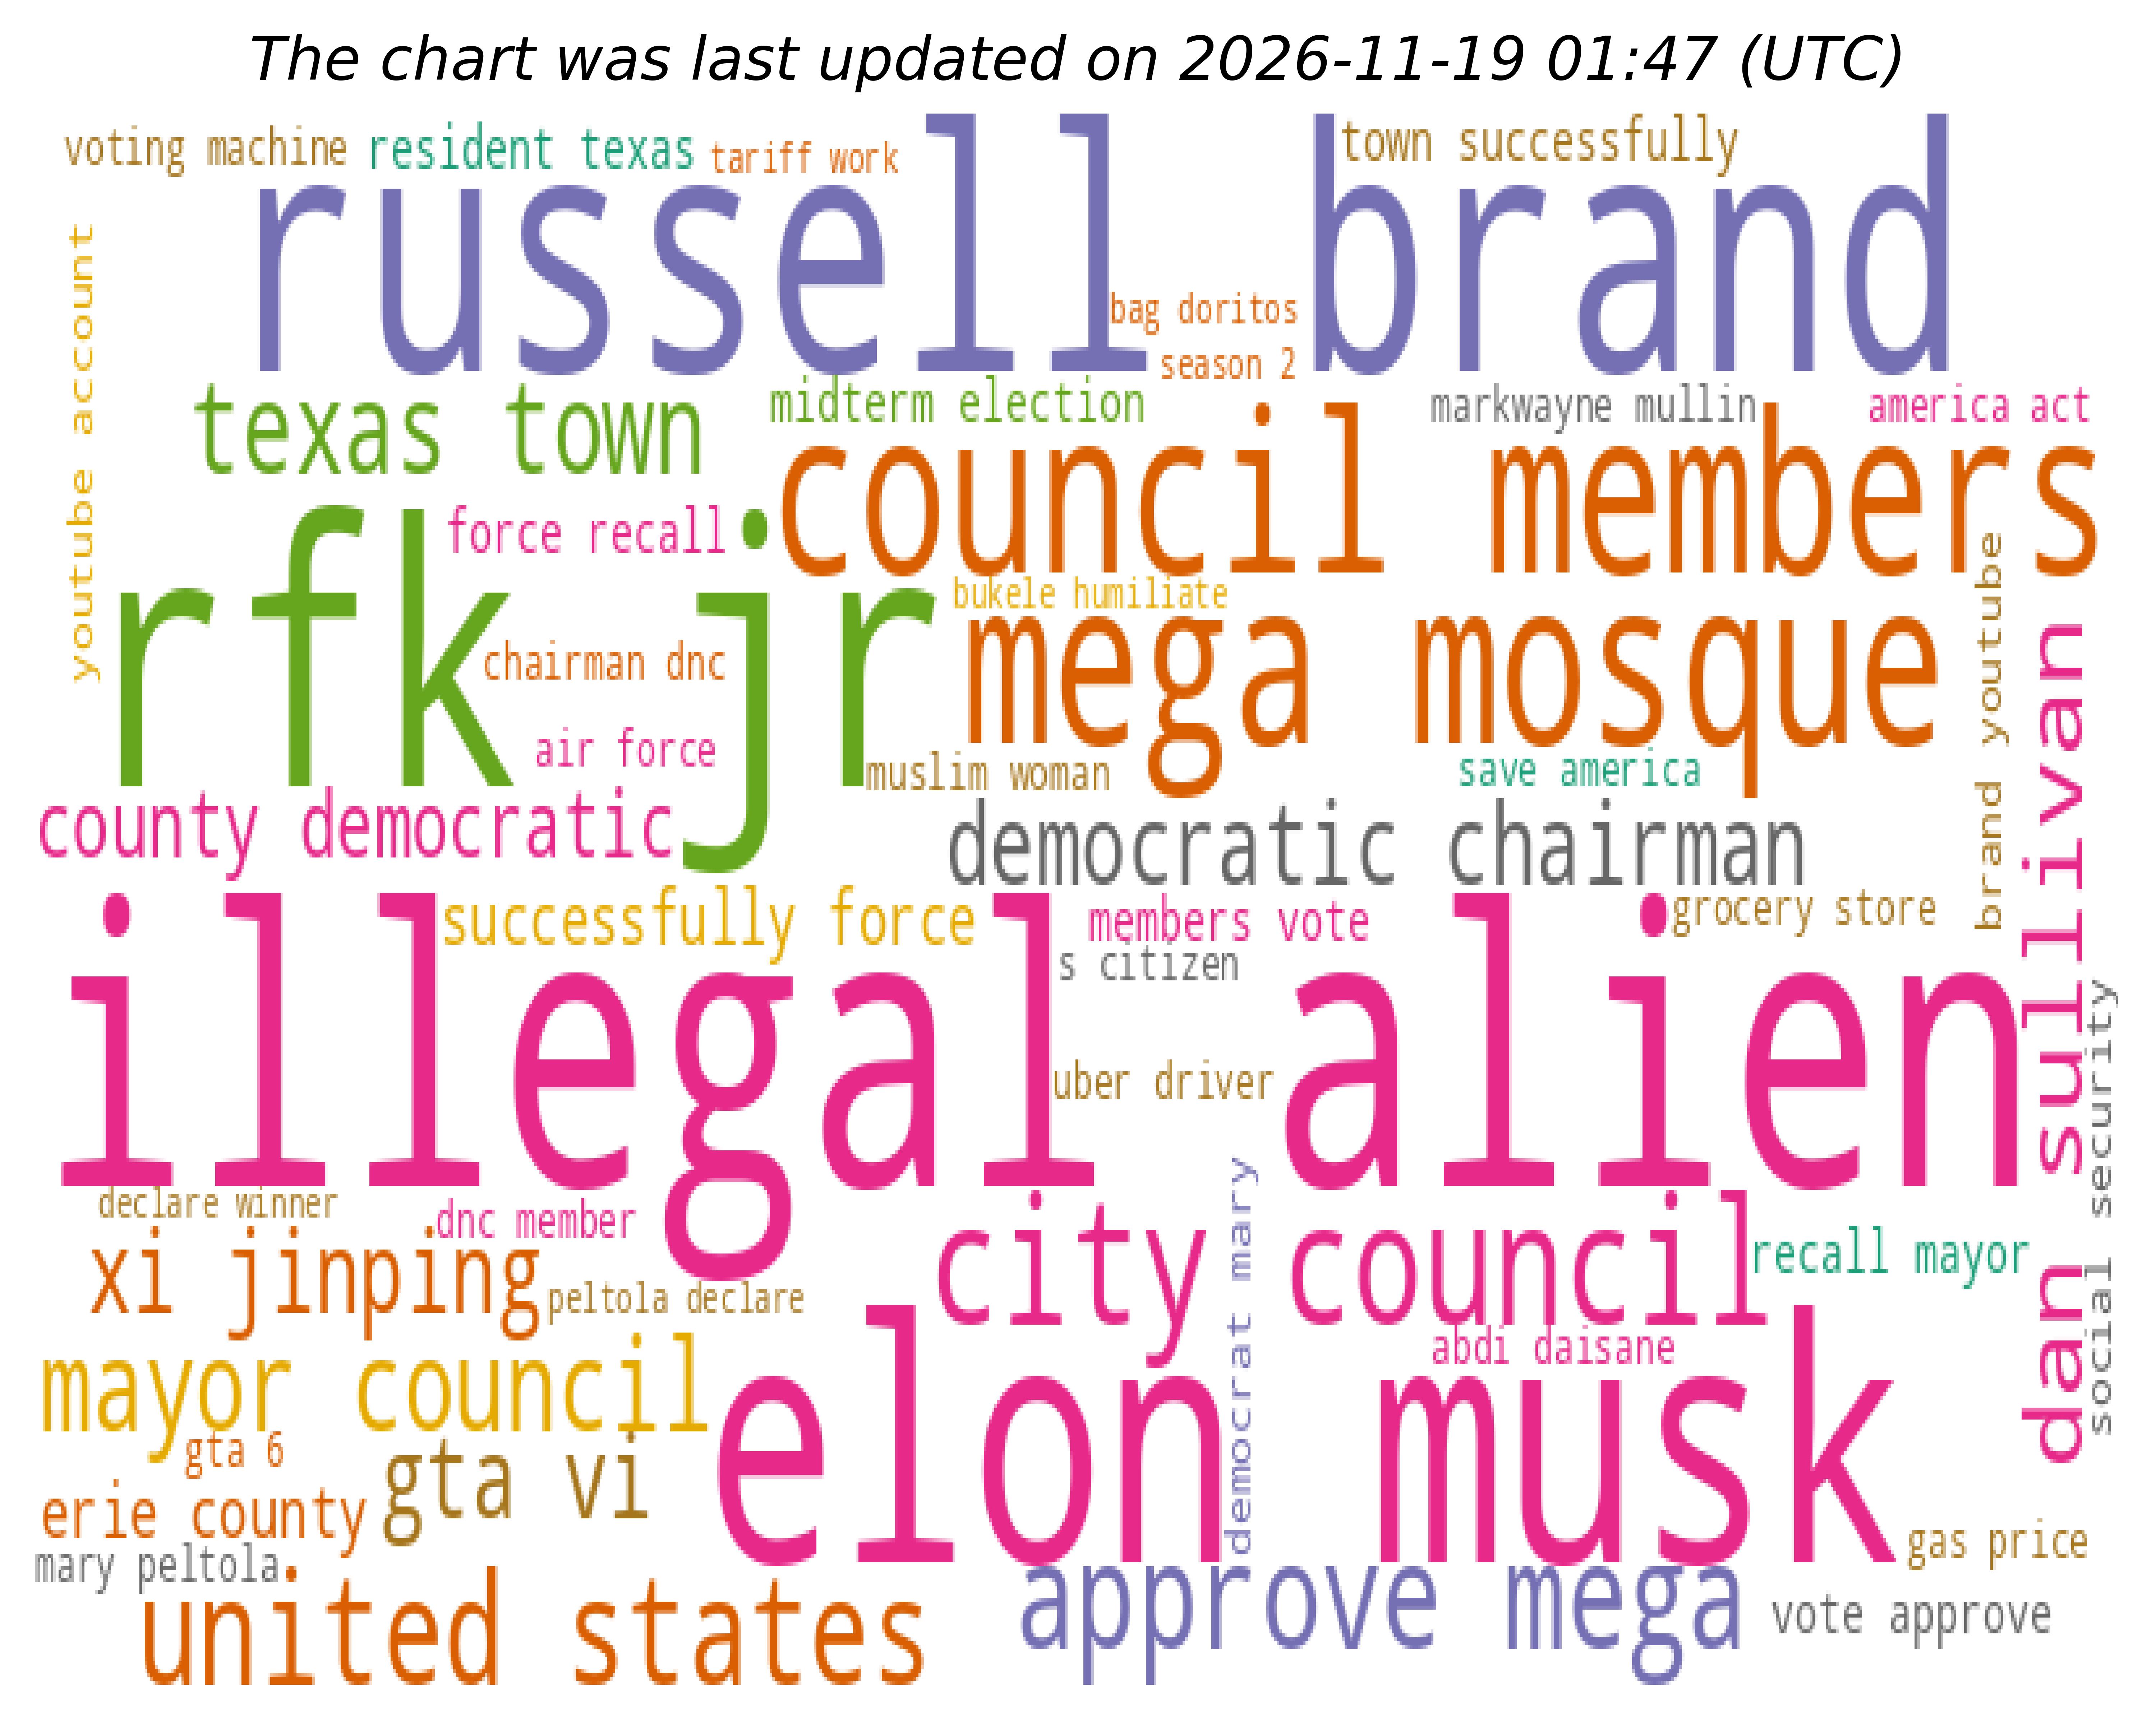 The chart was last updated on 2026-11-19 01:47 (UTC)
voting machine
resident texas
tariff work
town successfully
russell brand
youtube account
bag doritos
season 2
texas town
midterm election
markwayne mullin
america act
council members
force recall
rfk jr
bukele humiliate
brand youtube
mega mosque
chairman dnc
air force
muslim woman
save america
dan sullivan
county democratic
democratic chairman
illegal alien
successfully force
members vote
grocery store
s citizen
social security
uber driver
democrat mary
declare winner
dnc member
city council
recall mayor
xi jinping
peltola declare
elon musk
abdi daisane
mayor council
gta 6
gta vi
erie county
gas price
mary peltola
united states
approve mega
vote approve